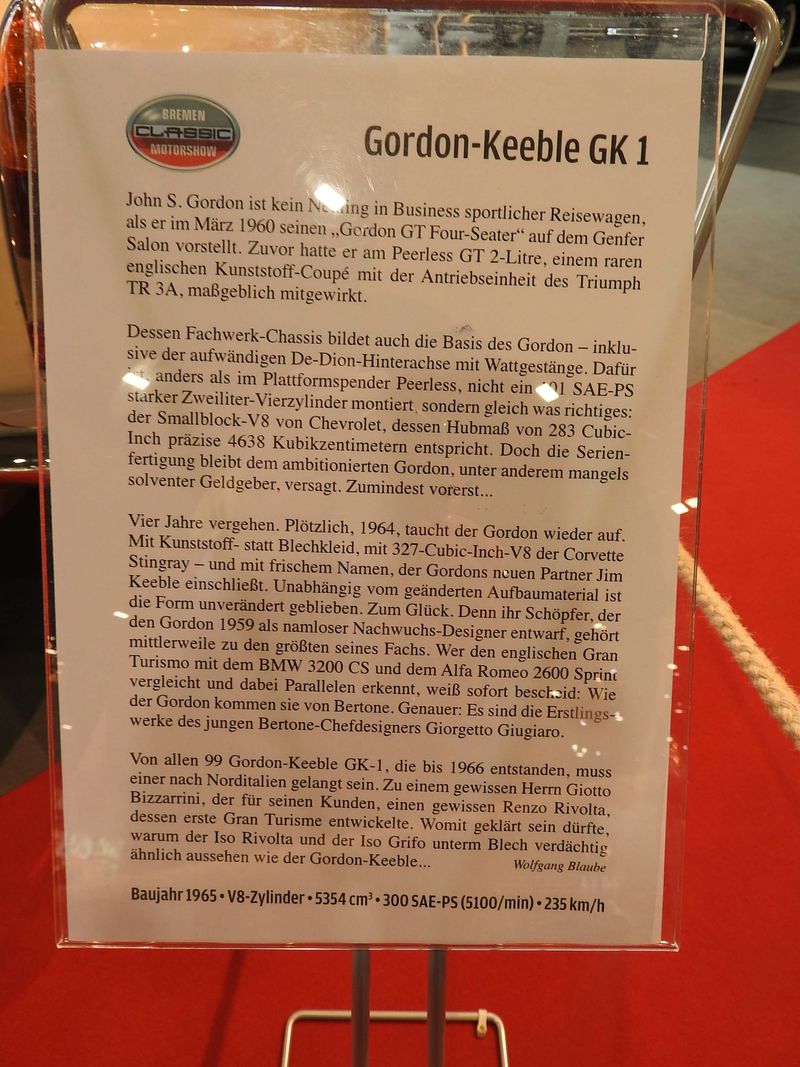 BREMEN
CLASSIC
MOTORSHOW
Gordon-Keeble GK 1
John S. Gordon ist kein in Business sportlicher Reisewagen,
als er im März 1960 seinen „Gordon GT Four-Seater“ auf dem Genfer
Salon vorstellt. Zuvor hatte er am Peerless GT 2-Litre, einem raren
englischen Kunststoff-Coupé mit der Antriebseinheit des Triumph
TR 3A, maßgeblich mitgewirkt.
Dessen Fachwerk-Chassis bildet auch die Basis des Gordon – inklu-
sive der aufwändigen De-Dion-Hinterachse mit Wattgestänge. Dafür
anders als im Plattformspender Peerless, nicht ein SAE-PS
starker Zweiliter-Vierzylinder montiert, sondern gleich was richtiges:
der Smallblock-V8 von Chevrolet, dessen Hubmaß von 283 Cubic-
Inch präzise 4638 Kubikzentimetern entspricht. Doch die Serien-
fertigung bleibt dem ambitionierten Gordon, unter anderem mangels
solventer Geldgeber, versagt. Zumindest vorerst...
Vier Jahre vergehen. Plötzlich, 1964, taucht der Gordon wieder auf.
Mit Kunststoff- statt Blechkleid, mit 327-Cubic-Inch-V8 der Corvette
Stingray – und mit frischem Namen, der Gordons neuen Partner Jim
Keeble einschließt. Unabhängig vom geänderten Aufbaumaterial ist
die Form unverändert geblieben. Zum Glück. Denn ihr Schöpfer, der
den Gordon 1959 als namloser Nachwuchs-Designer entwarf, gehört
mittlerweile zu den größten seines Fachs. Wer den englischen Gran
Turismo mit dem BMW 3200 CS und dem Alfa Romeo 2600 Sprint
vergleicht und dabei Parallelen erkennt, weiß sofort bescheid: Wie
der Gordon kommen sie von Bertone. Genauer: Es sind die Erstlings-
werke des jungen Bertone-Chefdesigners Giorgetto Giugiaro.
Von allen 99 Gordon-Keeble GK-1, die bis 1966 entstanden, muss
einer nach Norditalien gelangt sein. Zu einem gewissen Herrn Giotto
Bizzarrini, der für seinen Kunden, einen gewissen Renzo Rivolta,
dessen erste Gran Turisme entwickelte. Womit geklärt sein dürfte,
warum der Iso Rivolta und der Iso Grifo unterm Blech verdächtig
ähnlich aussehen wie der Gordon-Keeble...
Wolfgang Blaube
Baujahr 1965 • V8-Zylinder • 5354 cm³ • 300 SAE-PS (5100/min) • 235 km/h